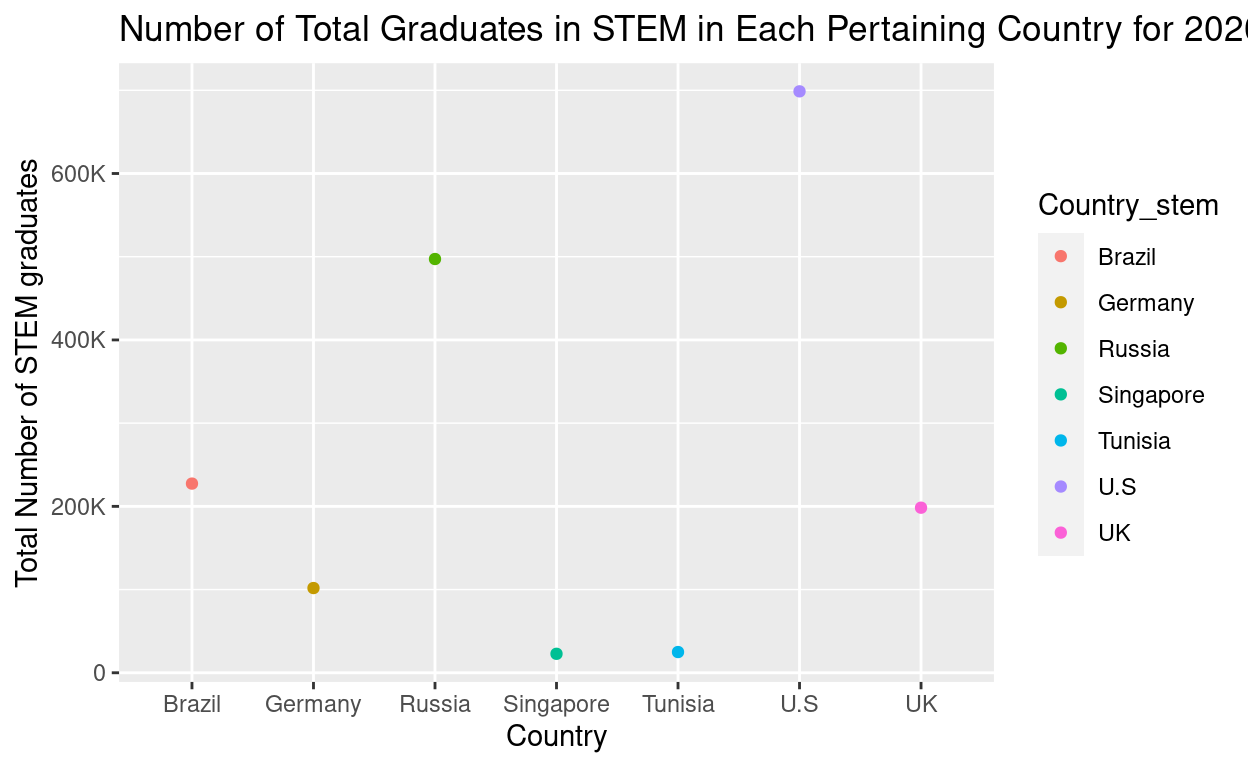 Number of Total Graduates in STEM in Each Pertaining Country for 202
Total Number of STEM graduates
600K
400K
200K
0
Brazil Germany Russia Singapore Tunisia U.S UK
Country
Country_stem
Brazil
Germany
Russia
Singapore
Tunisia
U.S
UK